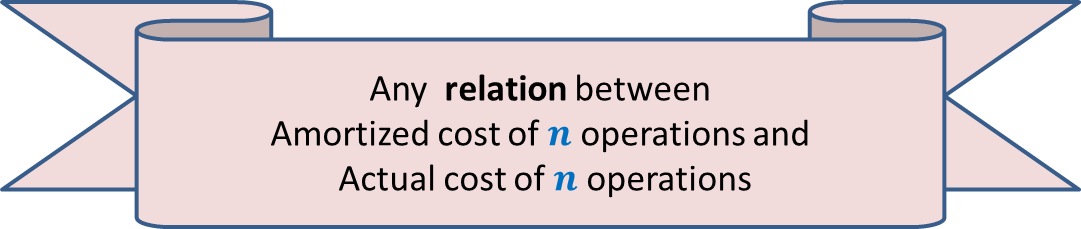 Any relation between
Amortized cost of n operations and
Actual cost of n operations